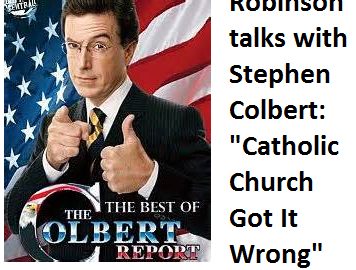 Robinson
talks with
Stephen
Colbert:
"Catholic
Church
Got It
Wrong"
THE BEST OF
THE
COLBERT
REPORT